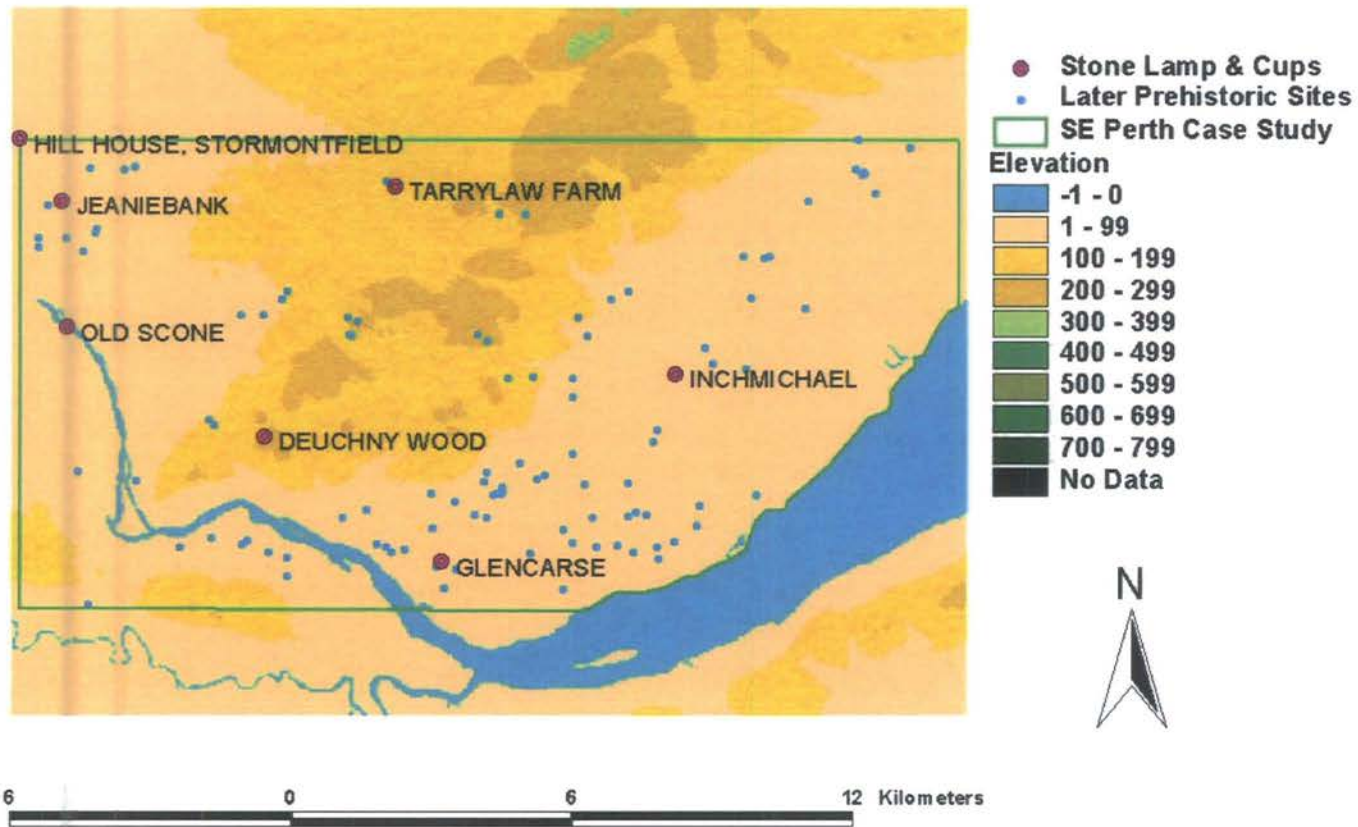 HILL HOUSE, STORMONTFIELD
TARRYLAW FARM
JEANIEBANK
OLD SCONE
INCHMICHAEL
DEUCHNY WOOD
GLENCARSE
Stone Lamp & Cups
Later Prehistoric Sites
SE Perth Case Study
Elevation
-1 - 0
1 - 99
100 - 199
200 - 299
300 - 399
400 - 499
500 - 599
600 - 699
700 - 799
No Data
N
6 0 6 12 Kilometers